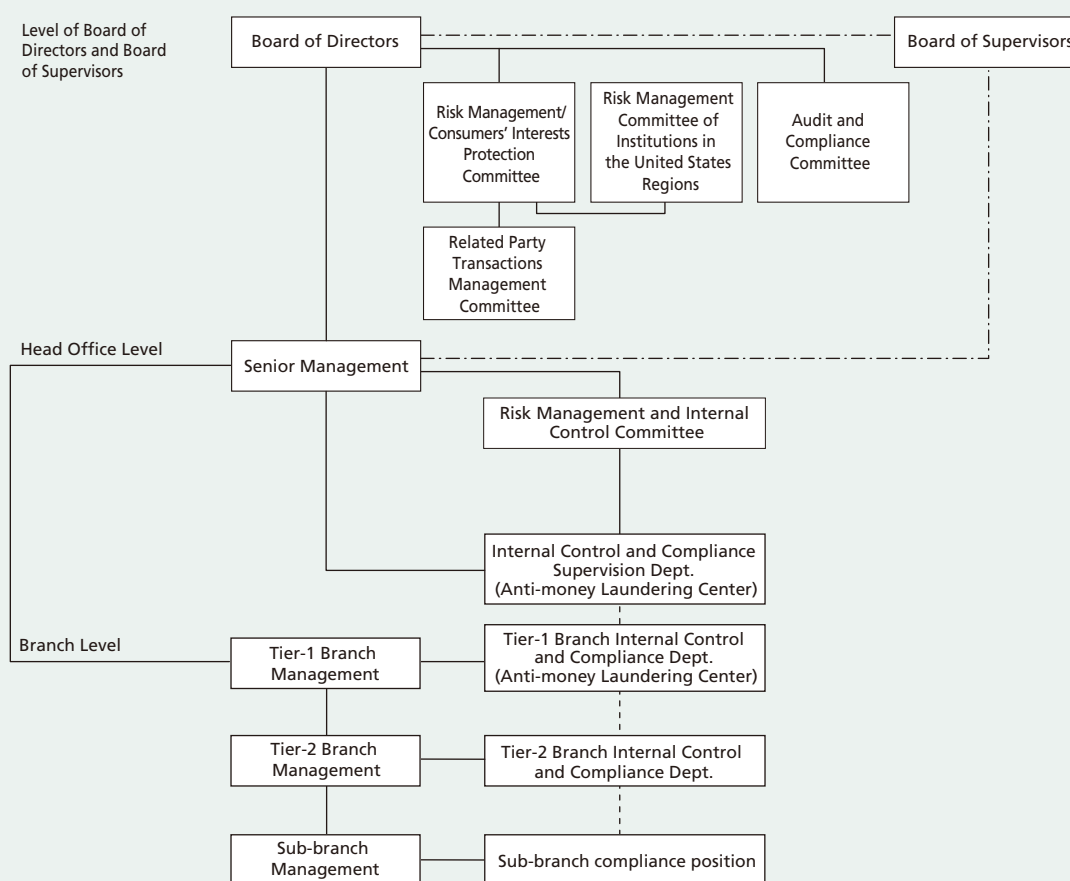 Level of Board of
Directors and Board
of Supervisors
Board of Directors
Board of Supervisors
Risk Management/
Consumers’ Interests
Protection
Committee
Risk Management
Committee of
Institutions in
the United States
Regions
Audit and
Compliance
Committee
Related Party
Transactions
Management
Committee
Head Office Level
Senior Management
Risk Management and Internal
Control Committee
Internal Control and Compliance
Supervision Dept.
(Anti-money Laundering Center)
Branch Level
Tier-1 Branch
Management
Tier-1 Branch Internal Control
and Compliance Dept.
(Anti-money Laundering Center)
Tier-2 Branch
Management
Tier-2 Branch Internal Control
and Compliance Dept.
Sub-branch
Management
Sub-branch compliance position